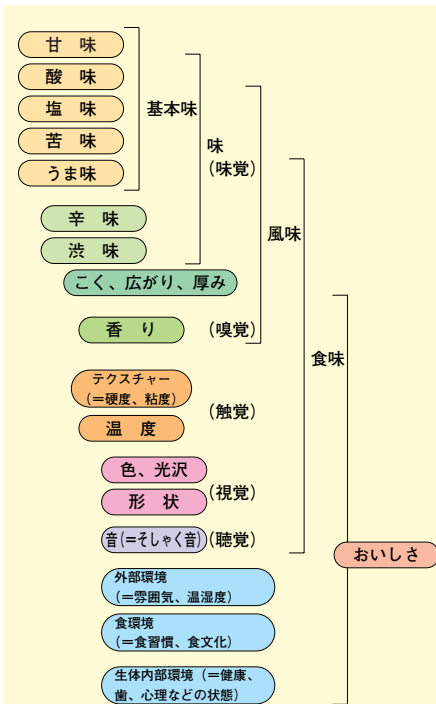 甘 味
酸 味
塩 味
苦 味
うま味
基本味
辛 味
渋 味
味
(味覚)
こく、広がり、厚み
香 り
(嗅覚)
風味
テクスチャー
(＝硬度、粘度)
温 度
(触覚)
色、光沢
形 状
(視覚)
音(＝そしゃく音)
(聴覚)
食味
外部環境
(＝雰囲気、温湿度)
食環境
(＝食習慣、食文化)
生体内部環境(＝健康、
歯、心理などの状態)
おいしさ